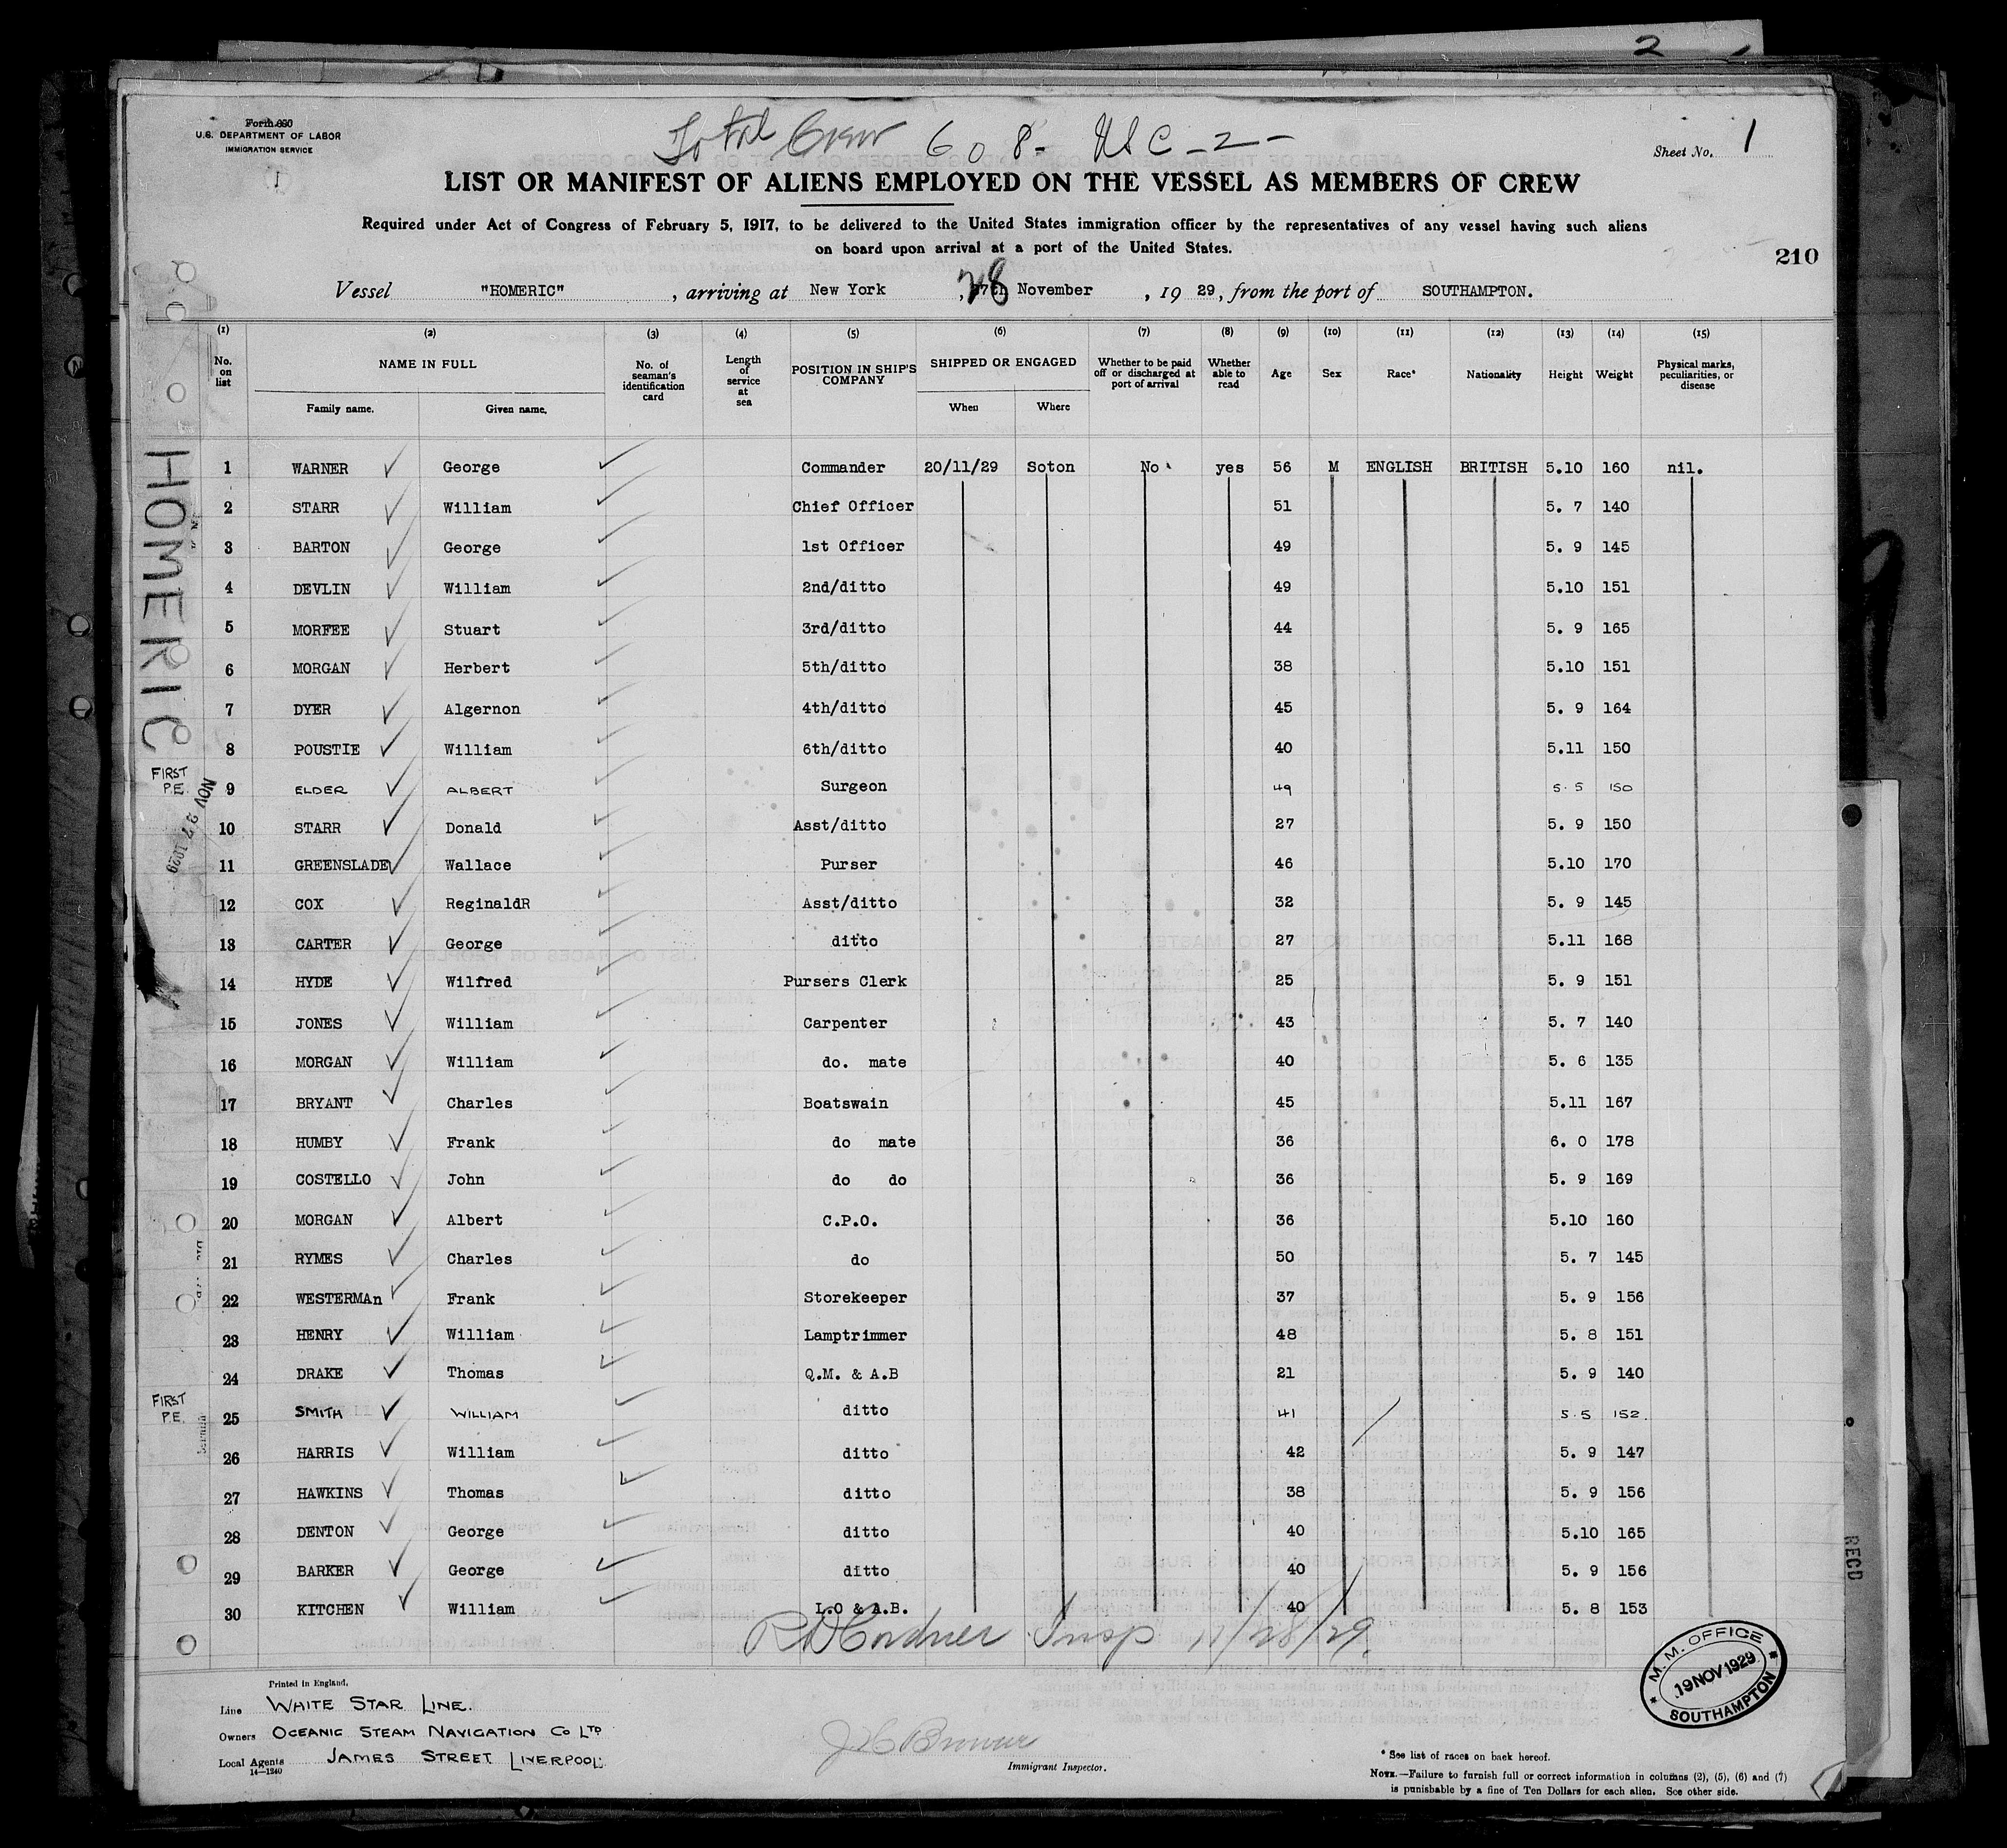 2
Form 680
U.S. DEPARTMENT OF LABOR
IMMIGRATION SERVICE
Total Crew 608- USC-2-
Sheet No. 1
LIST OR MANIFEST OF ALIENS EMPLOYED ON THE VESSEL AS MEMBERS OF CREW
Required under Act of Congress of February 5, 1917, to be delivered to the United States immigration officer by the representatives of any vessel having such aliens
on board upon arrival at a port of the United States.
210
Vessel "HOMERIC", arriving at New York, 28 November, 1929, from the port of SOUTHAMPTON.
(1) (2) (3) (4) (5) (6) (7) (8) (9) (10) (11) (12) (13) (14) (15)
No. on list NAME IN FULL No. of seaman's identification card Length of service at sea POSITION IN SHIP'S COMPANY SHIPPED OR ENGAGED Whether to be paid off or discharged at port of arrival Whether able to read Age Sex Race* Nationality Height Weight Physical marks, peculiarities, or disease
Family name. Given name. When Where
HOMERIC
1 WARNER George Commander 20/11/29 Soton No yes 56 M ENGLISH BRITISH 5.10 160 nil.
2 STARR William Chief Officer 51 5. 7 140
3 BARTON George 1st Officer 49 5. 9 145
4 DEVLIN William 2nd/ditto 49 5.10 151
5 MORFEE Stuart 3rd/ditto 44 5. 9 165
6 MORGAN Herbert 5th/ditto 38 5.10 151
7 DYER Algernon 4th/ditto 45 5. 9 164
8 POUSTIE William 6th/ditto 40 5.11 150
FIRST P.E. 9 ELDER ALBERT Surgeon 49 5.5 150
NOV 27 1929
10 STARR Donald Asst/ditto 27 5. 9 150
11 GREENSLADE Wallace Purser 46 5.10 170
12 COX ReginaldR Asst/ditto 32 5. 9 145
13 CARTER George ditto 27 5.11 168
14 HYDE Wilfred Pursers Clerk 25 5. 9 151
15 JONES William Carpenter 43 5. 7 140
16 MORGAN William do. mate 40 5. 6 135
17 BRYANT Charles Boatswain 45 5.11 167
18 HUMBY Frank do mate 36 6. 0 178
19 COSTELLO John do do 36 5. 9 169
20 MORGAN Albert C.P.O. 36 5.10 160
21 RYMES Charles do 50 5. 7 145
22 WESTERMAn Frank Storekeeper 37 5. 9 156
23 HENRY William Lamptrimmer 48 5. 8 151
24 DRAKE Thomas Q.M. & A.B 21 5. 9 140
FIRST P.E. 25 SMITH WILLIAM ditto 41 5.5 152.
26 HARRIS William ditto 42 5. 9 147
27 HAWKINS Thomas ditto 38 5. 9 156
28 DENTON George ditto 40 5.10 165
29 BARKER George ditto 40 5. 9 156
30 KITCHEN William L.O & A.B. 40 5. 8 153
RECD
Insp 11/28/29.
M.M. OFFICE
19 NOV 1929
SOUTHAMPTON
Printed in England.
Line WHITE STAR LINE.
Owners OCEANIC STEAM NAVIGATION CO LTD
Local Agents JAMES STREET LIVERPOOL.
14—1240
Immigrant Inspector.
* See list of races on back hereof.
NOTE.—Failure to furnish full or correct information in columns (2), (5), (6) and (7)
is punishable by a fine of Ten Dollars for each alien. See other side.